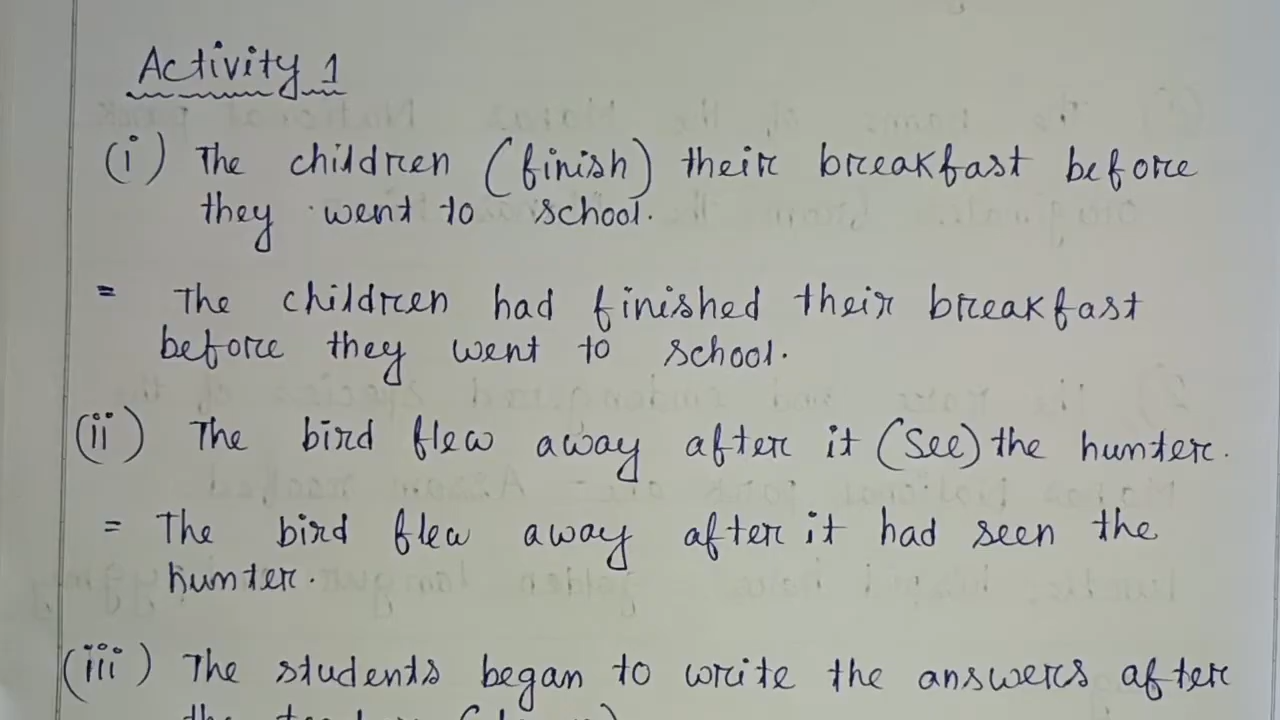 Activity 1
(i) The children (finish) their breakfast before
they went to school.
= The children had finished their breakfast
before they went to school.
(ii) The bird flew away after it (See) the hunter.
= The bird flew away after it had seen the
hunter.
(iii) The students began to write the answers after